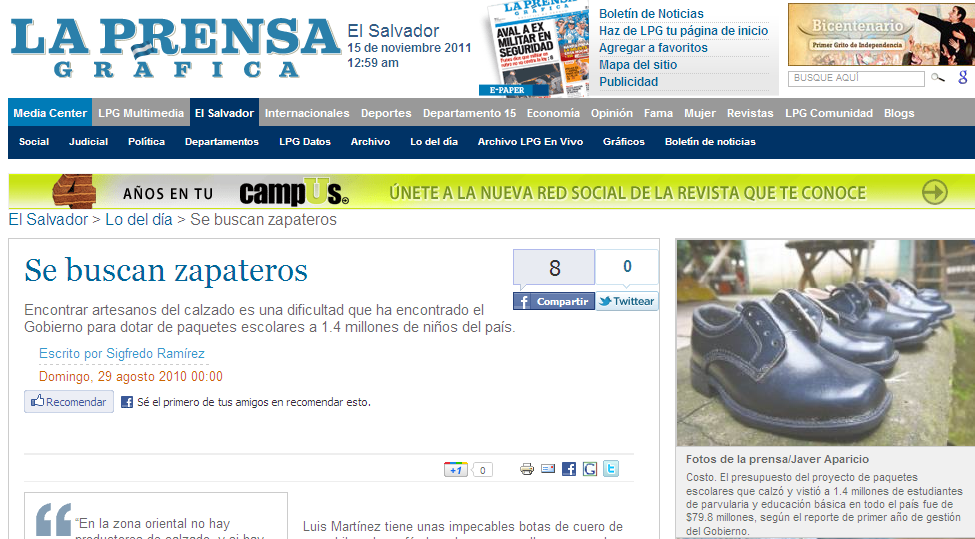 LA PRENSA
GRÁFICA
El Salvador
15 de noviembre 2011
12:59 am
LA PRENSA
AVAL A EX
MILITAR EN
SEGURIDAD
E-PAPER
Boletín de Noticias
Haz de LPG tu página de inicio
Agregar a favoritos
Mapa del sitio
Publicidad
Bicentenario
Primer Grito de Independencia
BUSQUE AQUÍ
g
Media Center LPG Multimedia El Salvador Internacionales Deportes Departamento 15 Economía Opinión Fama Mujer Revistas LPG Comunidad Blogs
Social Judicial Política Departamentos LPG Datos Archivo Lo del día Archivo LPG En Vivo Gráficos Boletin de noticias
4 AÑOS EN TU campus. ÚNETE A LA NUEVA RED SOCIAL DE LA REVISTA QUE TE CONOCE
El Salvador > Lo del día > Se buscan zapateros
Se buscan zapateros
8
0
f Compartir
Twittear
Encontrar artesanos del calzado es una dificultad que ha encontrado el
Gobierno para dotar de paquetes escolares a 1.4 millones de niños del país.
Escrito por Sigfredo Ramírez
Domingo, 29 agosto 2010 00:00
Recomendar
Sé el primero de tus amigos en recomendar esto.
+1 0
Fotos de la prensa/Javer Aparicio
Costo. El presupuesto del proyecto de paquetes
escolares que calzó y vistió a 1.4 millones de estudiantes
de parvularia y educación básica en todo el país fue de
$79.8 millones, según el reporte de primer año de gestión
del Gobierno.
“En la zona oriental no hay
productores de calzado, y si hay
Luis Martínez tiene unas impecables botas de cuero de